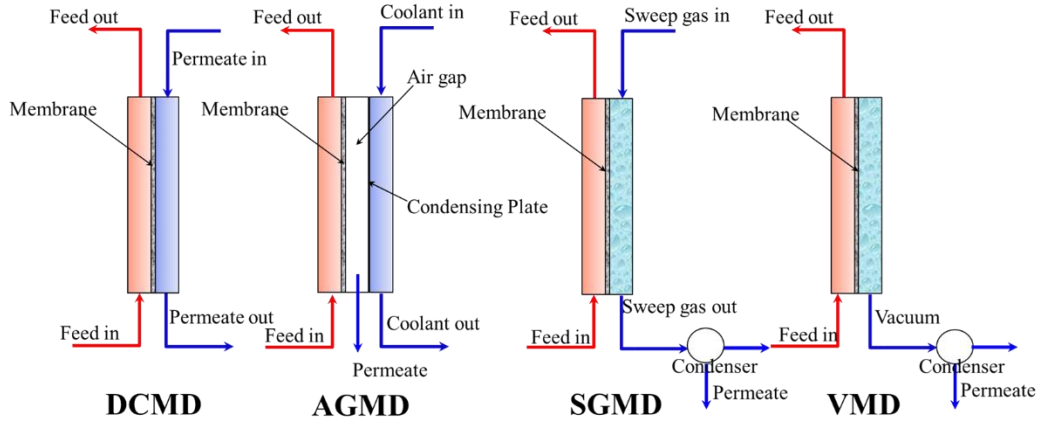 Feed out
Permeate in
Membrane
Feed in
Permeate out
DCMD
Feed out
Coolant in
Air gap
Membrane
Condensing Plate
Feed in
Coolant out
Permeate
AGMD
Feed out
Sweep gas in
Membrane
Sweep gas out
Feed in
Condenser
Permeate
SGMD
Feed out
Membrane
Feed in
Vacuum
Condenser
Permeate
VMD